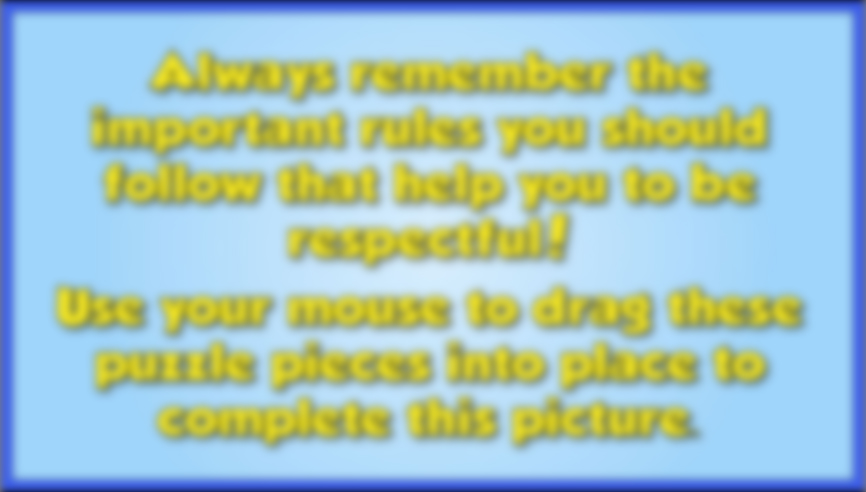 Always remember the
important rules you should
follow that help you to be
respectful!
Use your mouse to drag these
puzzle pieces into place to
complete this picture.